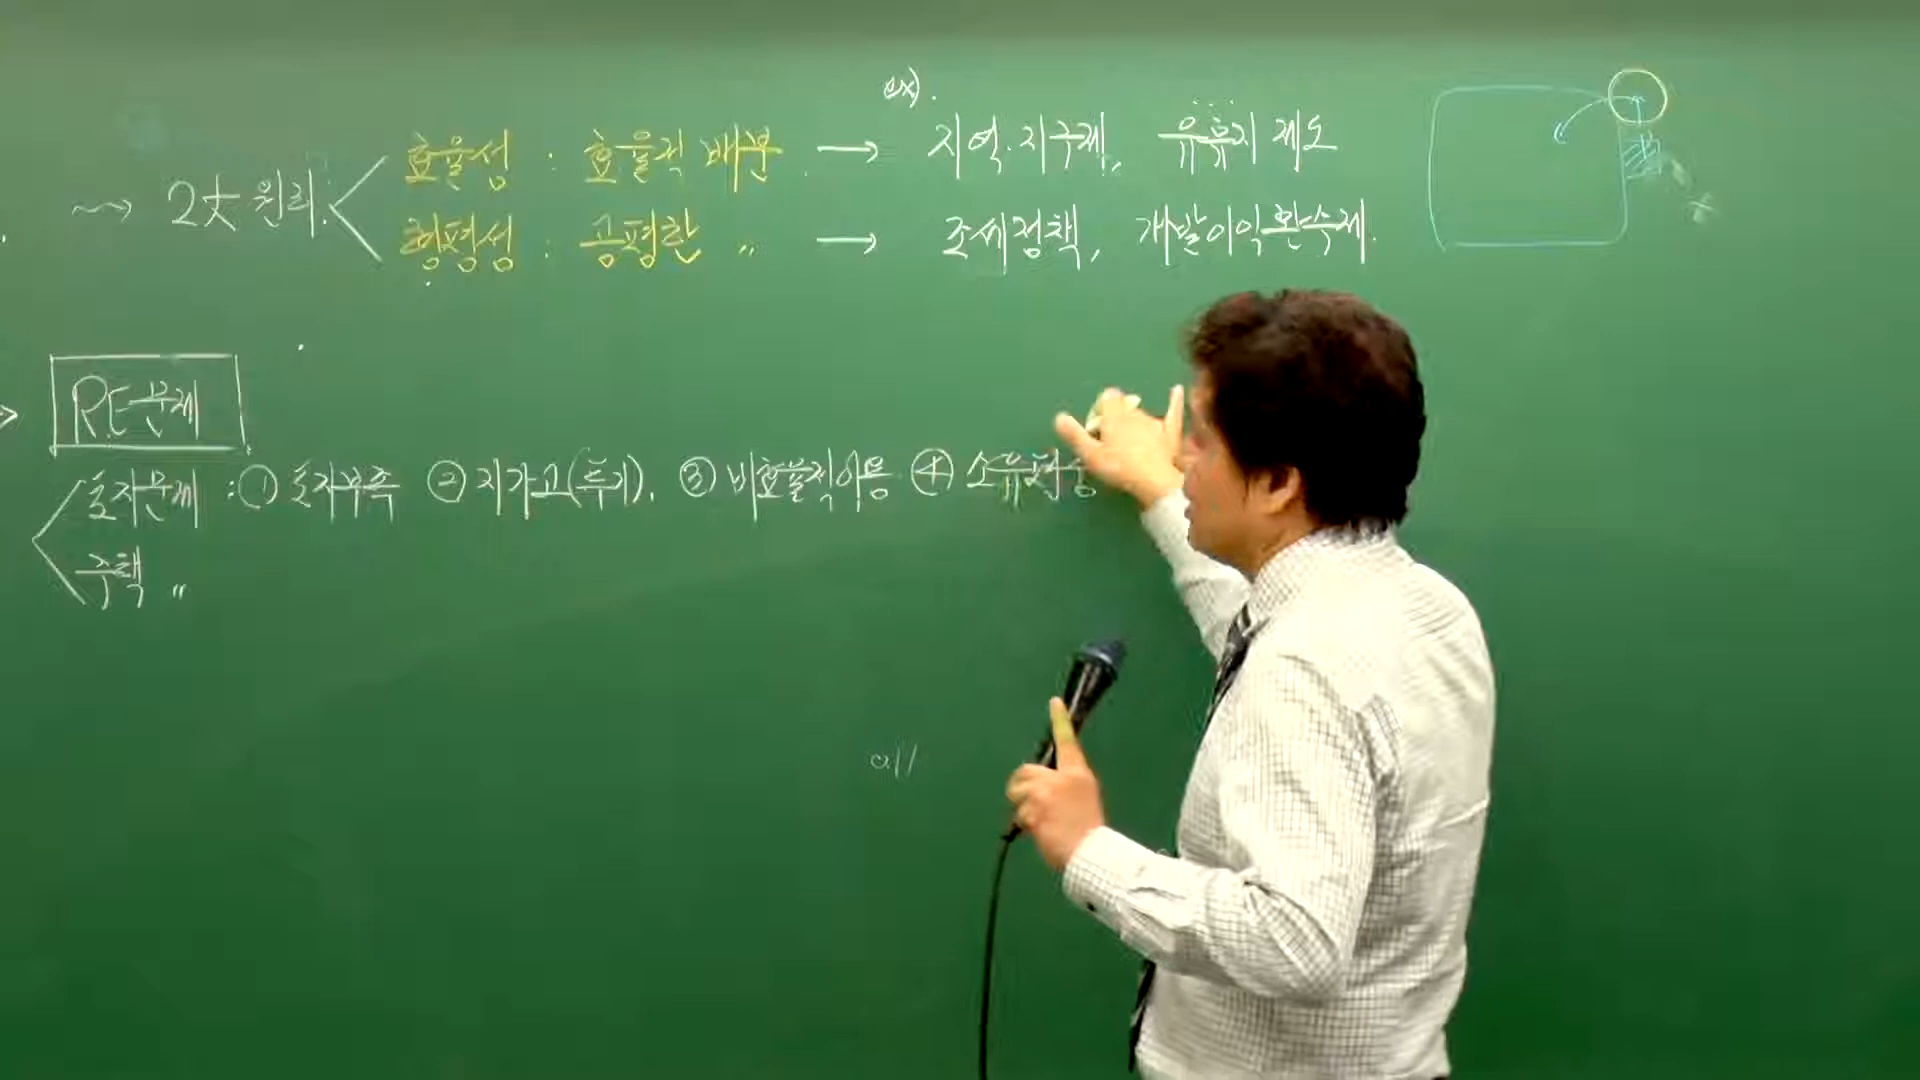 ex).
효율성 : 효율적 배분 → 지역.지구제, 유휴지 제도
~> 2大 원리.
형평성 : 공평한 〃 → 조세정책, 개발이익환수제.
RE문제
토지문제 : ① 토지부족 ② 지가고(투기). ③ 비효율적이용 ④ 소유편중
주택 〃